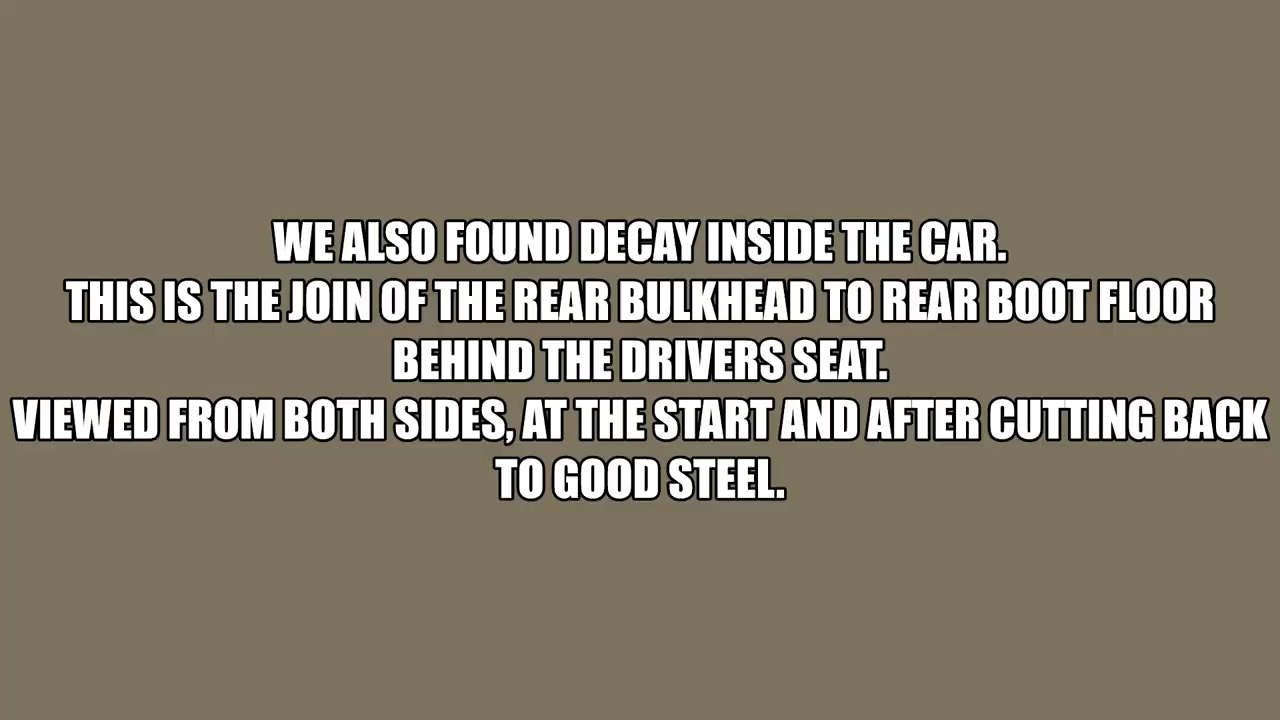 WE ALSO FOUND DECAY INSIDE THE CAR.
THIS IS THE JOIN OF THE REAR BULKHEAD TO REAR BOOT FLOOR
BEHIND THE DRIVERS SEAT.
VIEWED FROM BOTH SIDES, AT THE START AND AFTER CUTTING BACK
TO GOOD STEEL.